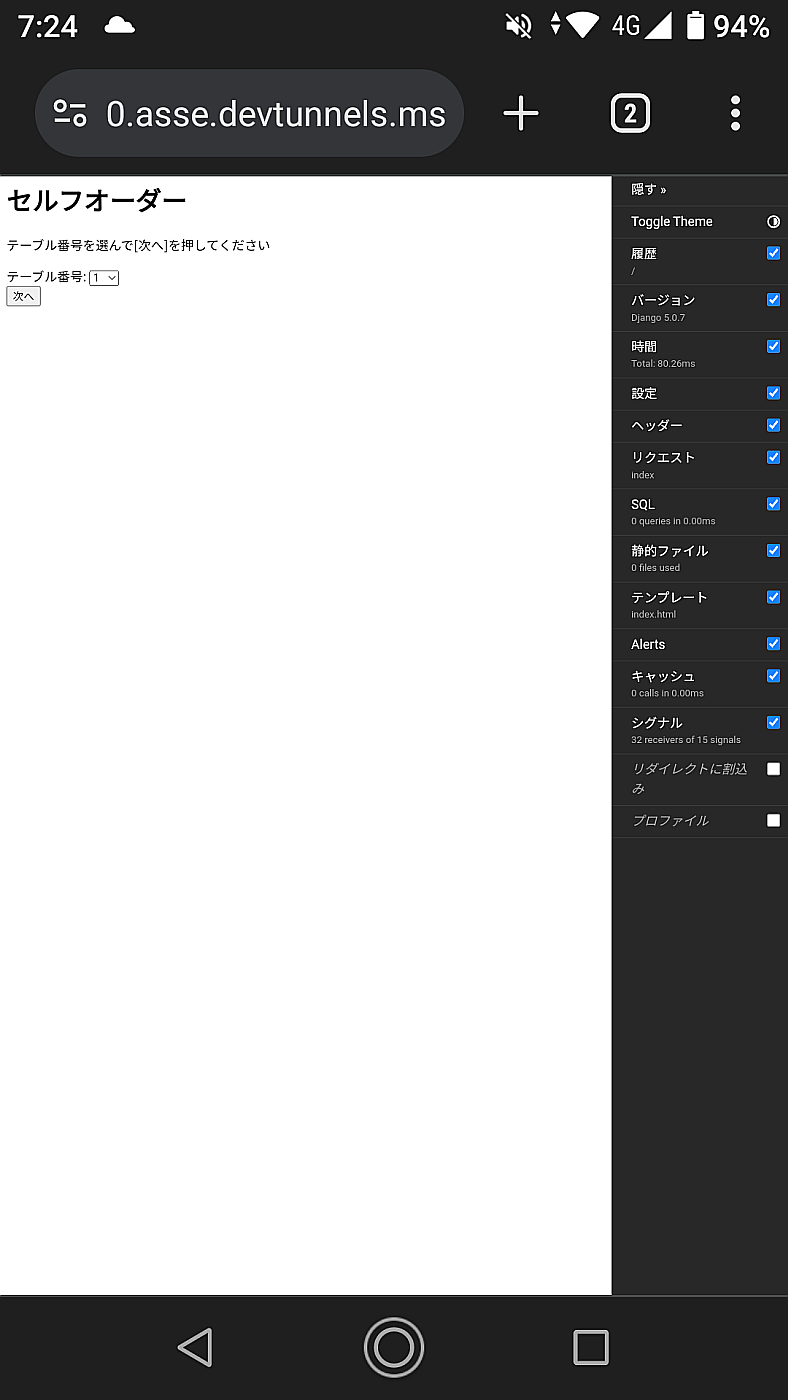 7:24
4G
94%
0.asse.devtunnels.ms
2
セルフオーダー
テーブル番号を選んで[次へ]を押してください
テーブル番号: 1
次へ
隠す »
Toggle Theme
履歴
/
バージョン
Django 5.0.7
時間
Total: 80.26ms
設定
ヘッダー
リクエスト
index
SQL
0 queries in 0.00ms
静的ファイル
0 files used
テンプレート
index.html
Alerts
キャッシュ
0 calls in 0.00ms
シグナル
32 receivers of 15 signals
リダイレクトに割込
み
プロファイル